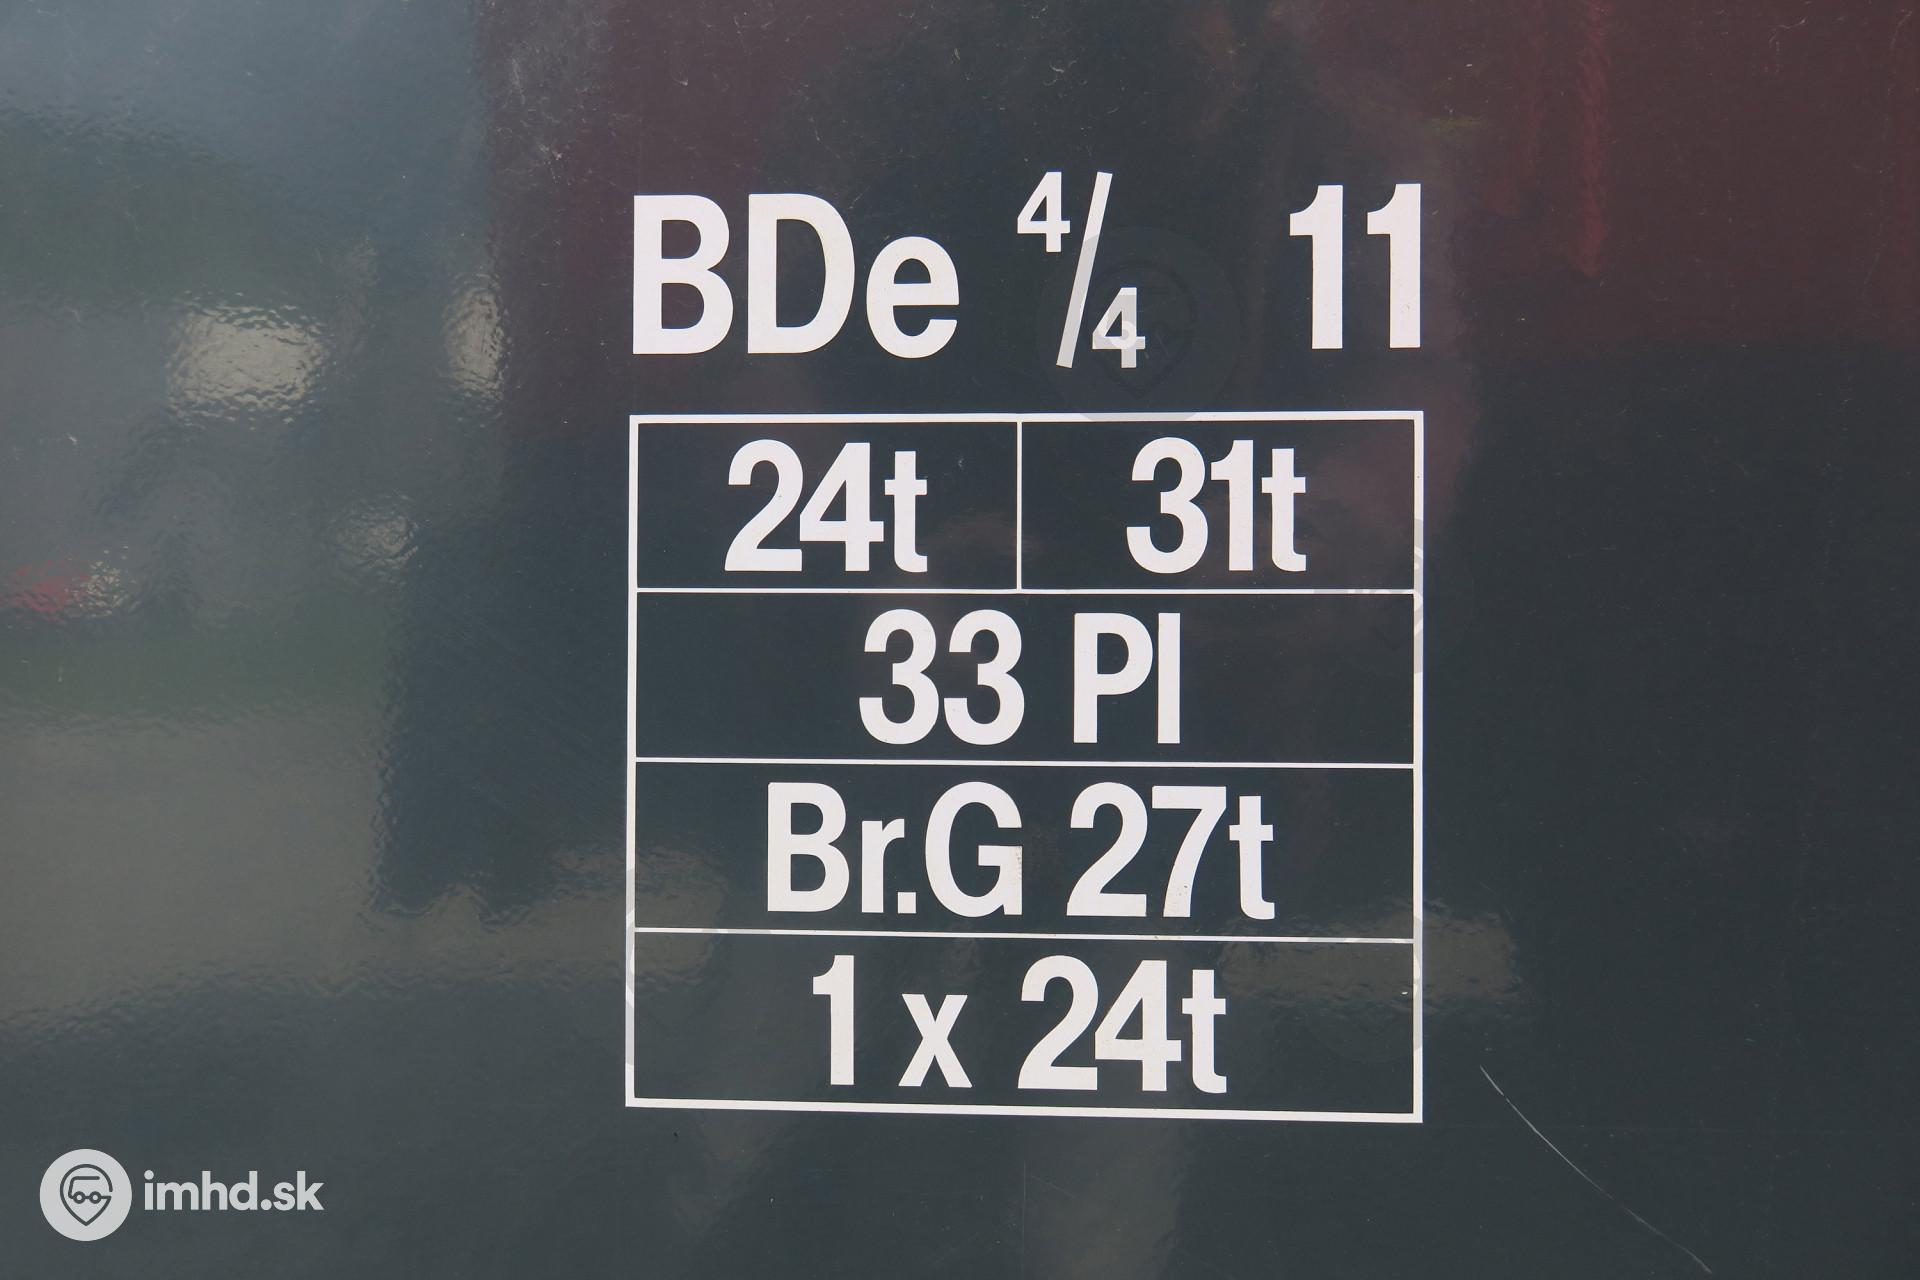 BDe 4/4 11
24t 31t
33 Pl
Br.G 27t
1 x 24t
imhd.sk